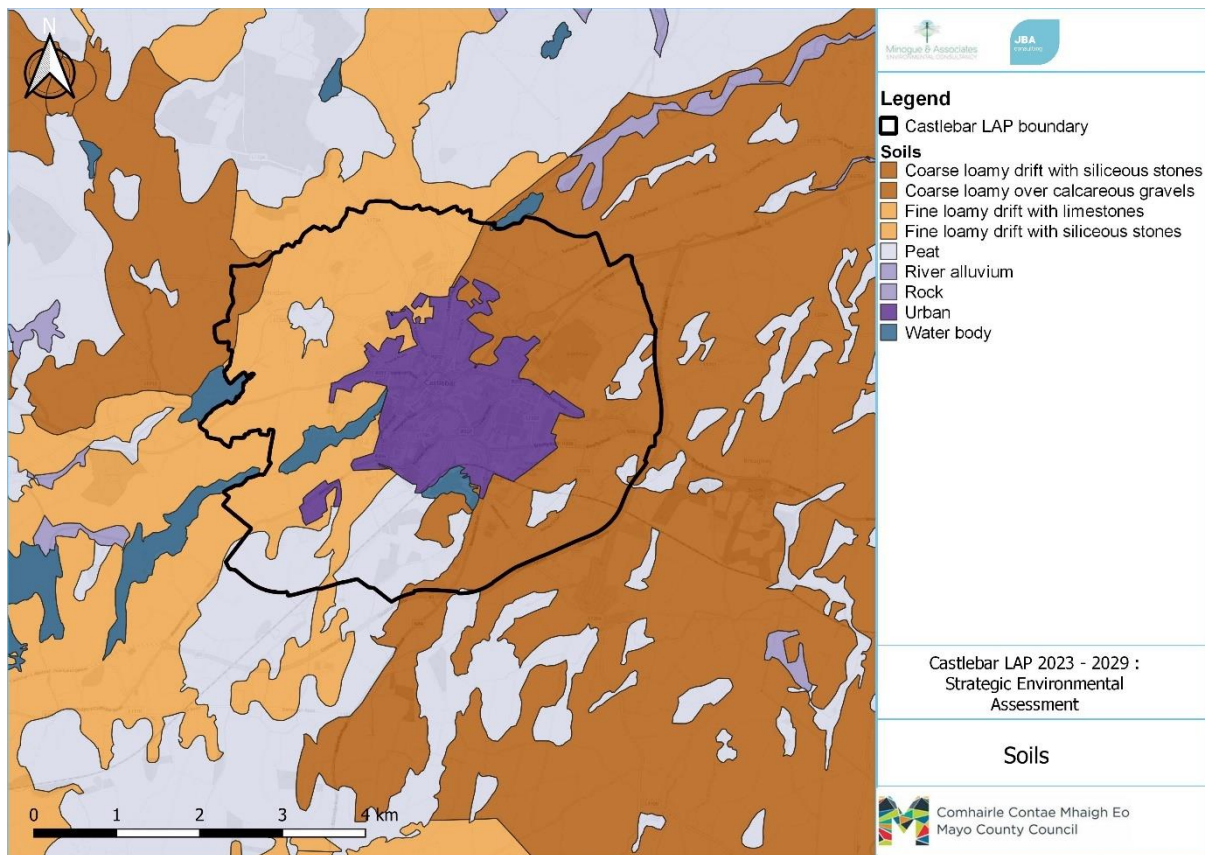 N
Castlebar
0 1 2 3 4 km
Minogue & Associates
ENVIRONMENTAL CONSULTANCY
JBA
consulting
Legend
Castlebar LAP boundary
Soils
Coarse loamy drift with siliceous stones
Coarse loamy over calcareous gravels
Fine loamy drift with limestones
Fine loamy drift with siliceous stones
Peat
River alluvium
Rock
Urban
Water body
Castlebar LAP 2023 - 2029 :
Strategic Environmental
Assessment
Soils
Comhairle Contae Mhaigh Eo
Mayo County Council